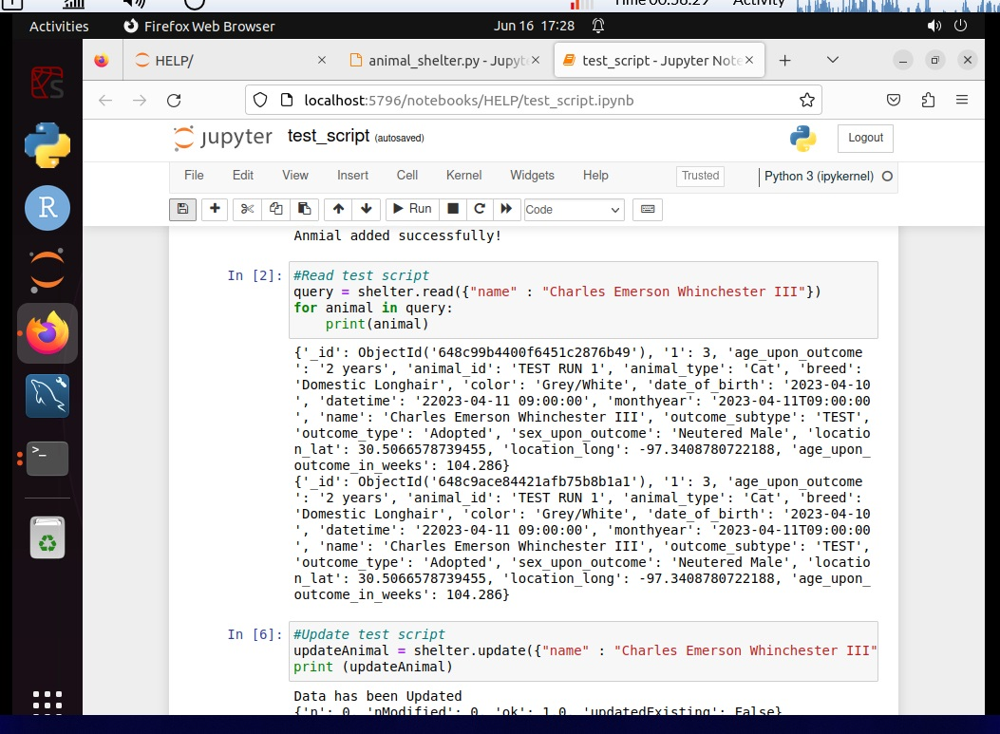 Time 00:56:29 Activity
Activities Firefox Web Browser Jun 16 17:28
HELP/ animal_shelter.py - Jupyt test_script - Jupyter Note
localhost:5796/notebooks/HELP/test_script.ipynb
jupyter test_script (autosaved) Logout
File Edit View Insert Cell Kernel Widgets Help Trusted Python 3 (ipykernel)
Run Code
Anmial added successfully!
In [2]: #Read test script
query = shelter.read({"name" : "Charles Emerson Whinchester III"})
for animal in query:
print(animal)
{'_id': ObjectId('648c99b4400f6451c2876b49'), '1': 3, 'age_upon_outcome
': '2 years', 'animal_id': 'TEST RUN 1', 'animal_type': 'Cat', 'breed':
'Domestic Longhair', 'color': 'Grey/White', 'date_of_birth': '2023-04-10
', 'datetime': '22023-04-11 09:00:00', 'monthyear': '2023-04-11T09:00:00
', 'name': 'Charles Emerson Whinchester III', 'outcome_subtype': 'TEST',
'outcome_type': 'Adopted', 'sex_upon_outcome': 'Neutered Male', 'locatio
n_lat': 30.5066578739455, 'location_long': -97.3408780722188, 'age_upon_
outcome_in_weeks': 104.286}
{'_id': ObjectId('648c9ace84421afb75b8b1a1'), '1': 3, 'age_upon_outcome
': '2 years', 'animal_id': 'TEST RUN 1', 'animal_type': 'Cat', 'breed':
'Domestic Longhair', 'color': 'Grey/White', 'date_of_birth': '2023-04-10
', 'datetime': '22023-04-11 09:00:00', 'monthyear': '2023-04-11T09:00:00
', 'name': 'Charles Emerson Whinchester III', 'outcome_subtype': 'TEST',
'outcome_type': 'Adopted', 'sex_upon_outcome': 'Neutered Male', 'locatio
n_lat': 30.5066578739455, 'location_long': -97.3408780722188, 'age_upon_
outcome_in_weeks': 104.286}
In [6]: #Update test script
updateAnimal = shelter.update({"name" : "Charles Emerson Whinchester III"
print (updateAnimal)
Data has been Updated
{'n': 0, 'nModified': 0, 'ok': 1.0, 'updatedExisting': False}